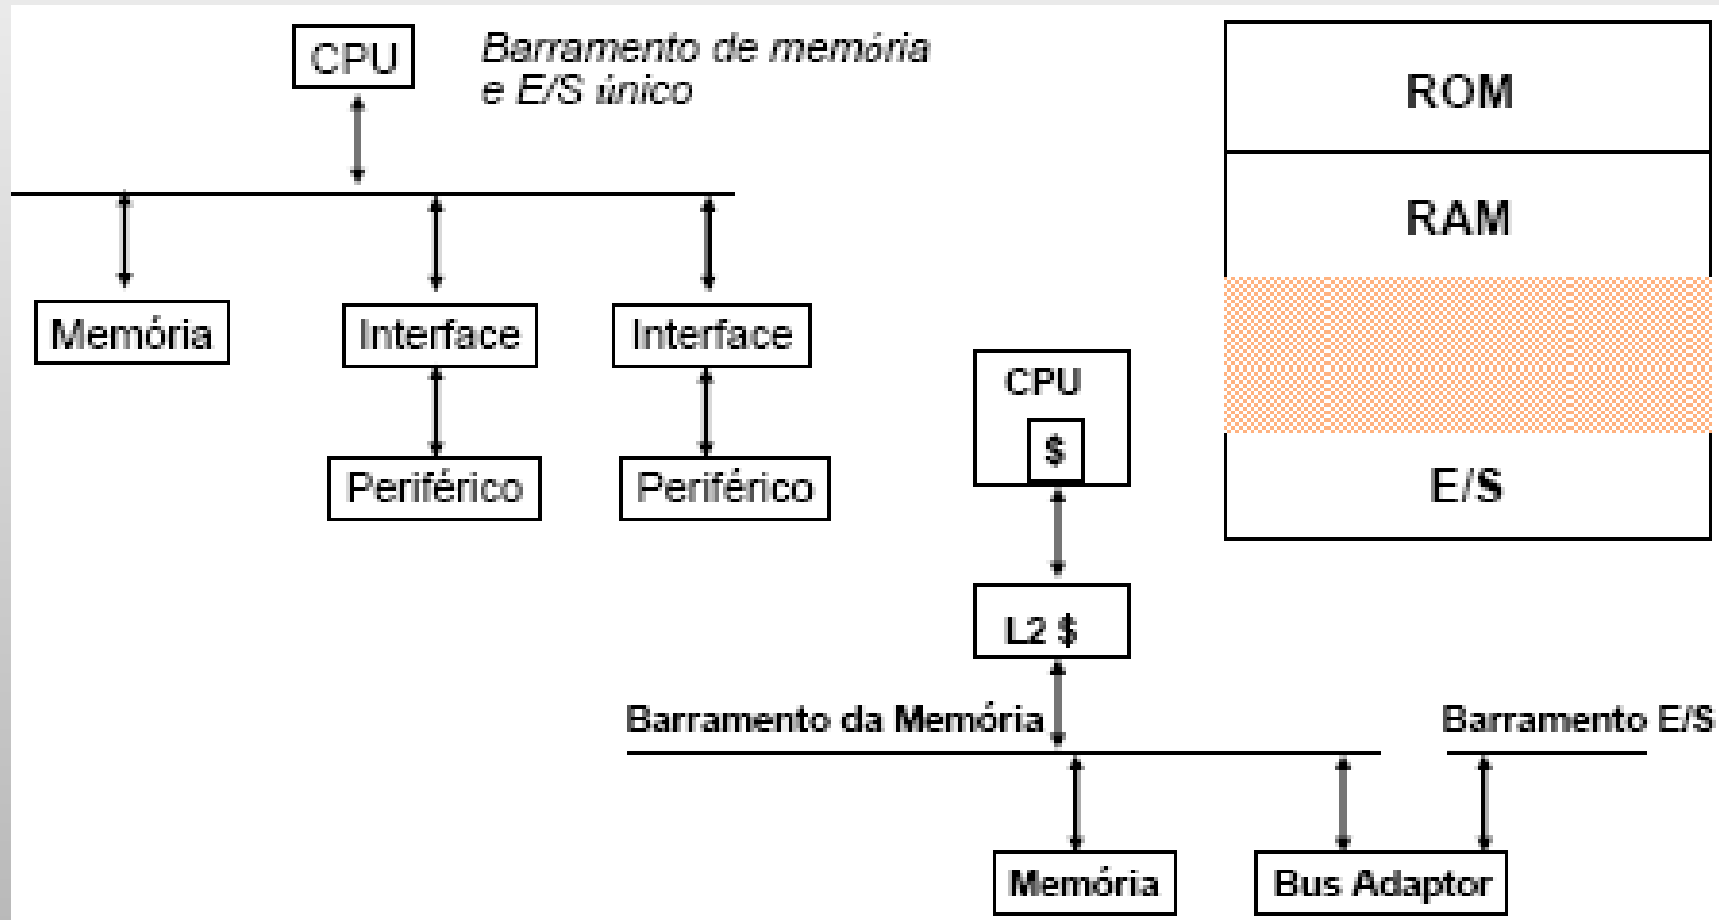 CPU
Barramento de memória
e E/S único
Memória
Interface
Interface
Periférico
Periférico
ROM
RAM
E/S
CPU
$
L2 $
Barramento da Memória
Barramento E/S
Memória
Bus Adaptor